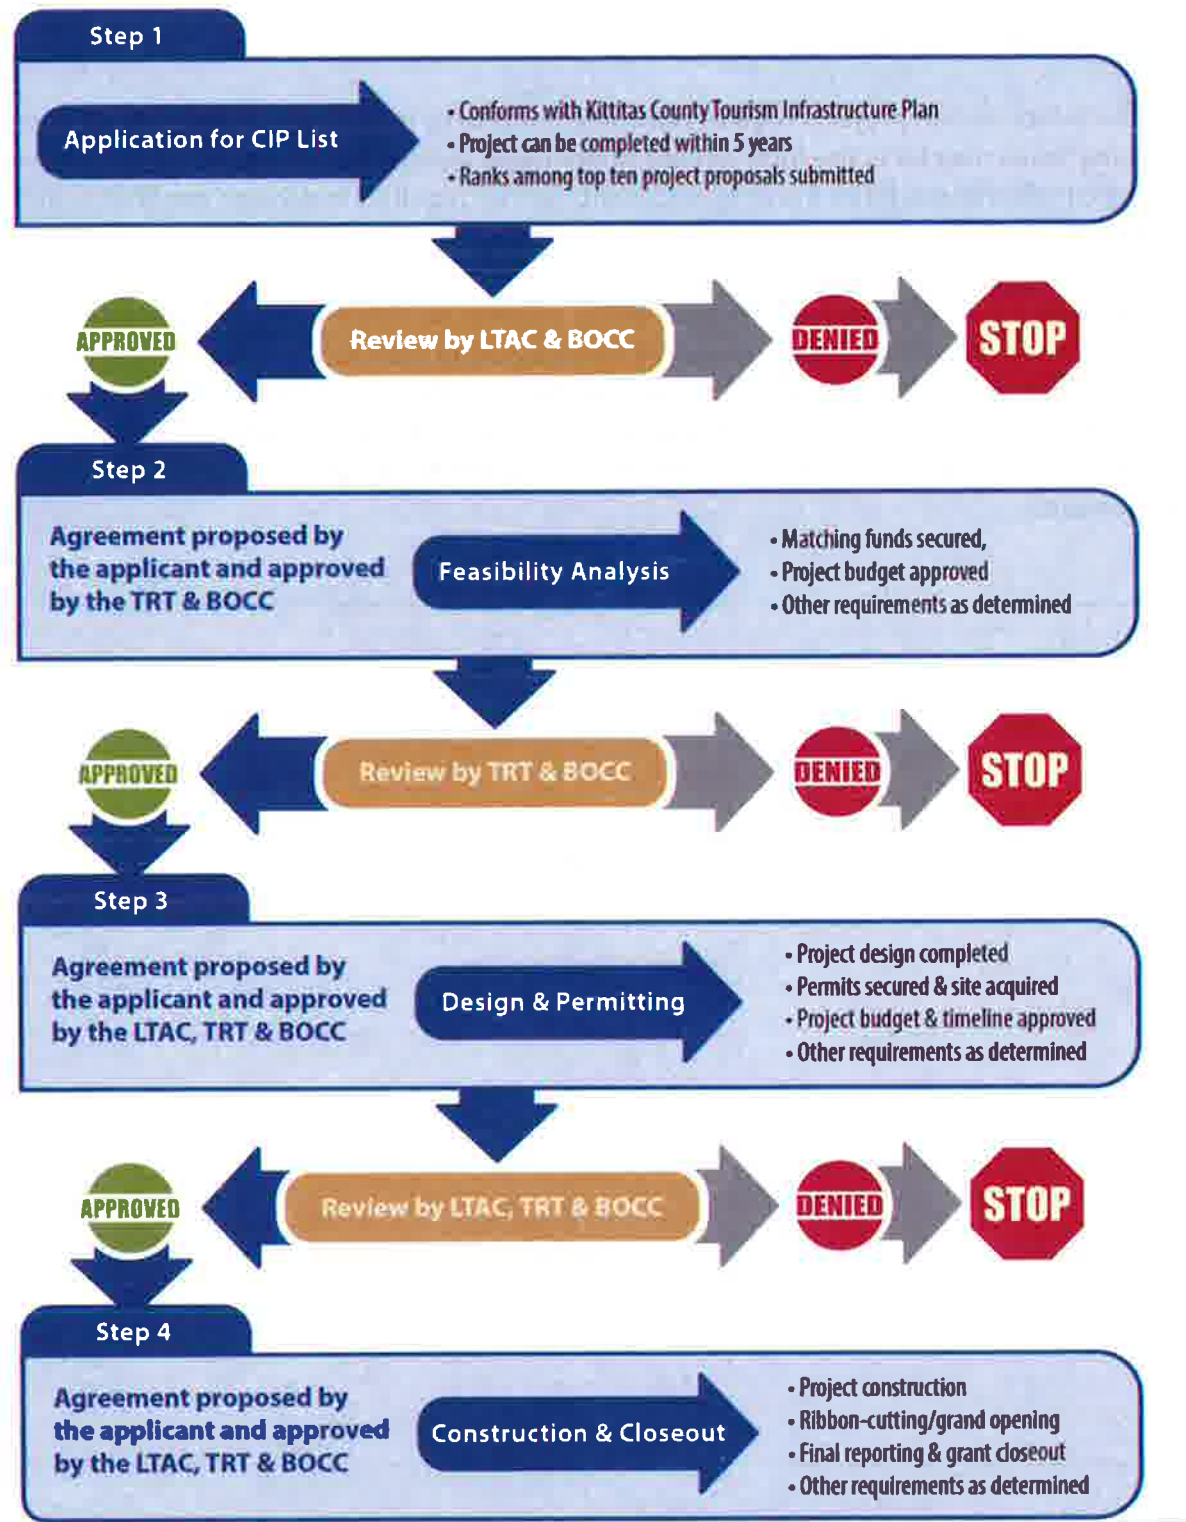 Step 1
Application for CIP List
• Conforms with Kittitas County Tourism Infrastructure Plan
• Project can be completed within 5 years
• Ranks among top ten project proposals submitted
APPROVED
Review by LTAC & BOCC
DENIED
STOP
Step 2
Agreement proposed by
the applicant and approved
by the TRT & BOCC
Feasibility Analysis
• Matching funds secured,
• Project budget approved
• Other requirements as determined
APPROVED
Review by TRT & BOCC
DENIED
STOP
Step 3
Agreement proposed by
the applicant and approved
by the LTAC, TRT & BOCC
Design & Permitting
• Project design completed
• Permits secured & site acquired
• Project budget & timeline approved
• Other requirements as determined
APPROVED
Review by LTAC, TRT & BOCC
DENIED
STOP
Step 4
Agreement proposed by
the applicant and approved
by the LTAC, TRT & BOCC
Construction & Closeout
• Project construction
• Ribbon-cutting/grand opening
• Final reporting & grant closeout
• Other requirements as determined